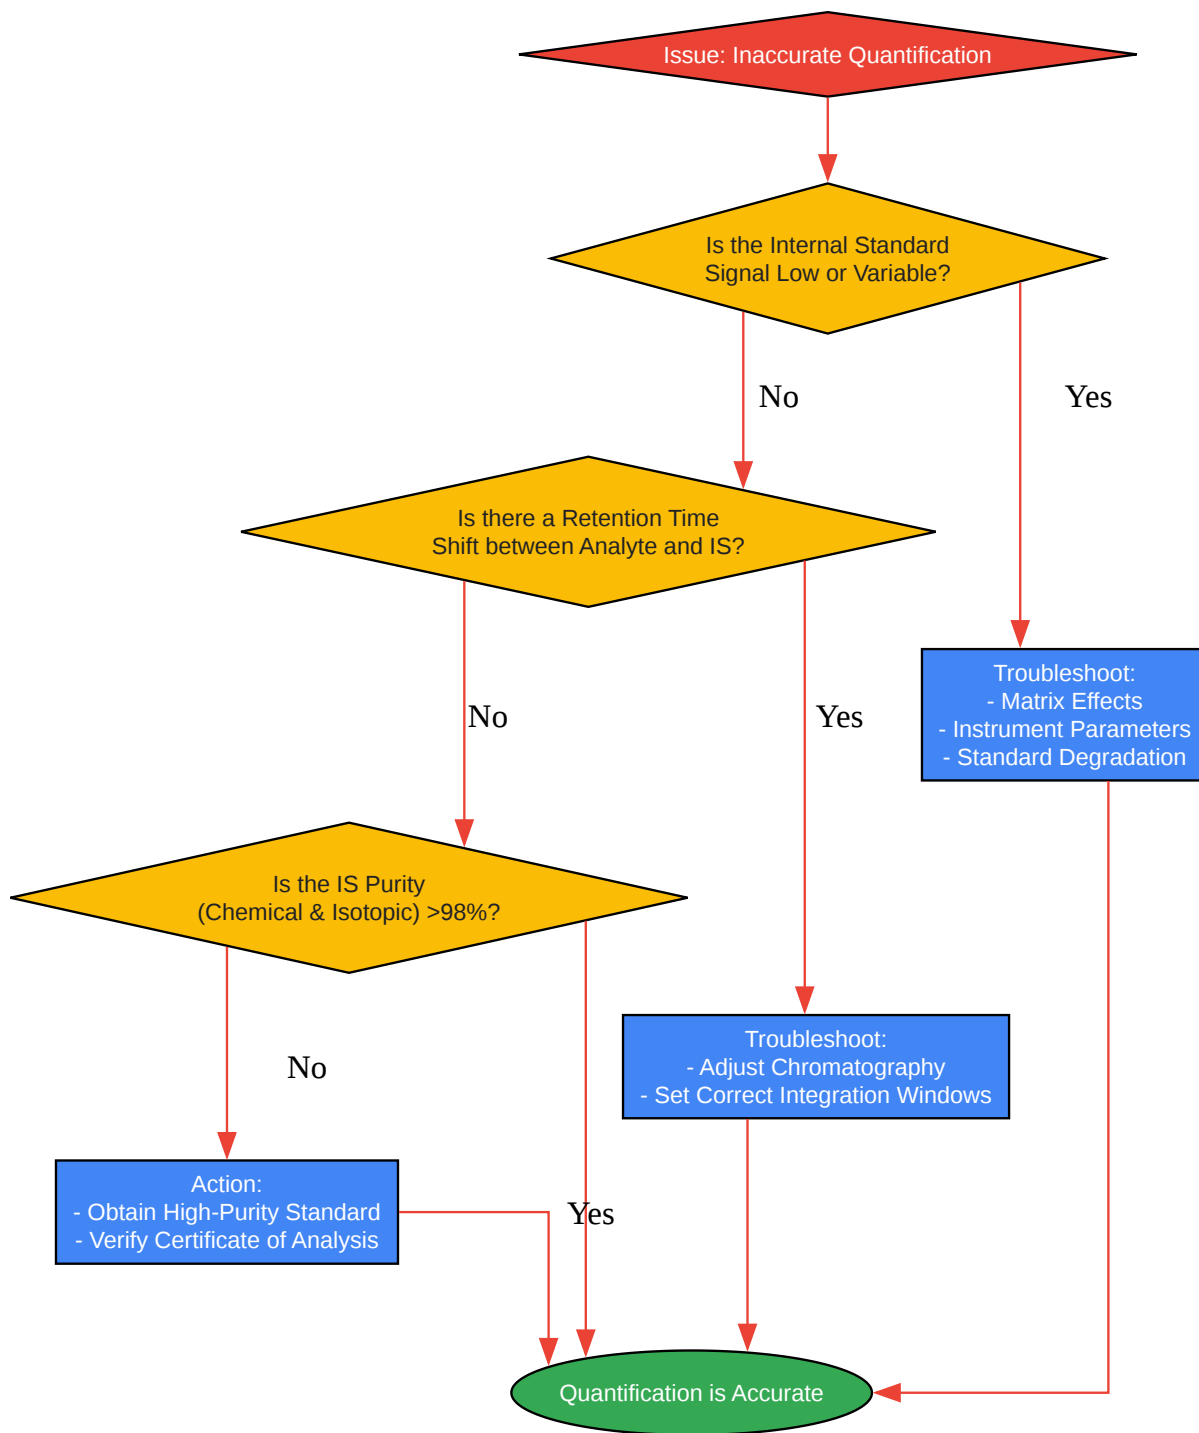 Issue: Inaccurate Quantification
Is the Internal Standard
Signal Low or Variable?
No
Yes
Is there a Retention Time
Shift between Analyte and IS?
No
Yes
Troubleshoot:
- Matrix Effects
- Instrument Parameters
- Standard Degradation
Is the IS Purity
(Chemical & Isotopic) >98%?
No
Yes
Troubleshoot:
- Adjust Chromatography
- Set Correct Integration Windows
Action:
- Obtain High-Purity Standard
- Verify Certificate of Analysis
Quantification is Accurate